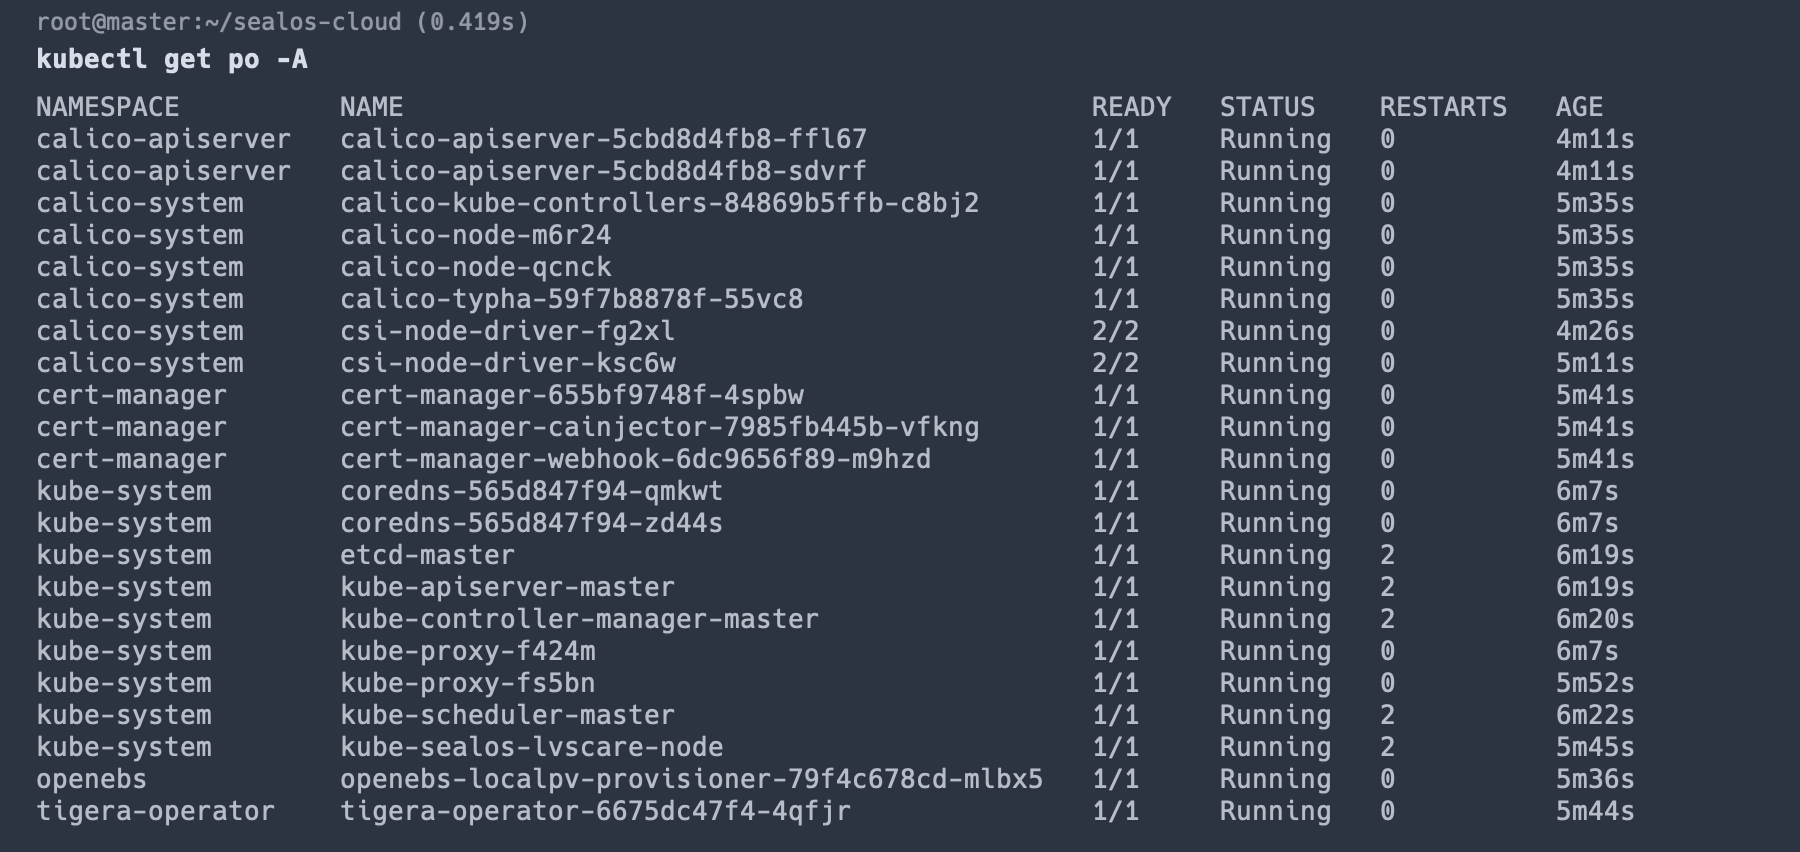 root@master:~/sealos-cloud (0.419s)
kubectl get po -A
NAMESPACE NAME READY STATUS RESTARTS AGE
calico-apiserver calico-apiserver-5cbd8d4fb8-ffl67 1/1 Running 0 4m11s
calico-apiserver calico-apiserver-5cbd8d4fb8-sdvrf 1/1 Running 0 4m11s
calico-system calico-kube-controllers-84869b5ffb-c8bj2 1/1 Running 0 5m35s
calico-system calico-node-m6r24 1/1 Running 0 5m35s
calico-system calico-node-qcnck 1/1 Running 0 5m35s
calico-system calico-typha-59f7b8878f-55vc8 1/1 Running 0 5m35s
calico-system csi-node-driver-fg2xl 2/2 Running 0 4m26s
calico-system csi-node-driver-ksc6w 2/2 Running 0 5m11s
cert-manager cert-manager-655bf9748f-4spbw 1/1 Running 0 5m41s
cert-manager cert-manager-cainjector-7985fb445b-vfkng 1/1 Running 0 5m41s
cert-manager cert-manager-webhook-6dc9656f89-m9hzd 1/1 Running 0 5m41s
kube-system coredns-565d847f94-qmkwt 1/1 Running 0 6m7s
kube-system coredns-565d847f94-zd44s 1/1 Running 0 6m7s
kube-system etcd-master 1/1 Running 2 6m19s
kube-system kube-apiserver-master 1/1 Running 2 6m19s
kube-system kube-controller-manager-master 1/1 Running 2 6m20s
kube-system kube-proxy-f424m 1/1 Running 0 6m7s
kube-system kube-proxy-fs5bn 1/1 Running 0 5m52s
kube-system kube-scheduler-master 1/1 Running 2 6m22s
kube-system kube-sealos-lvscare-node 1/1 Running 2 5m45s
openebs openebs-localpv-provisioner-79f4c678cd-mlbx5 1/1 Running 0 5m36s
tigera-operator tigera-operator-6675dc47f4-4qfjr 1/1 Running 0 5m44s